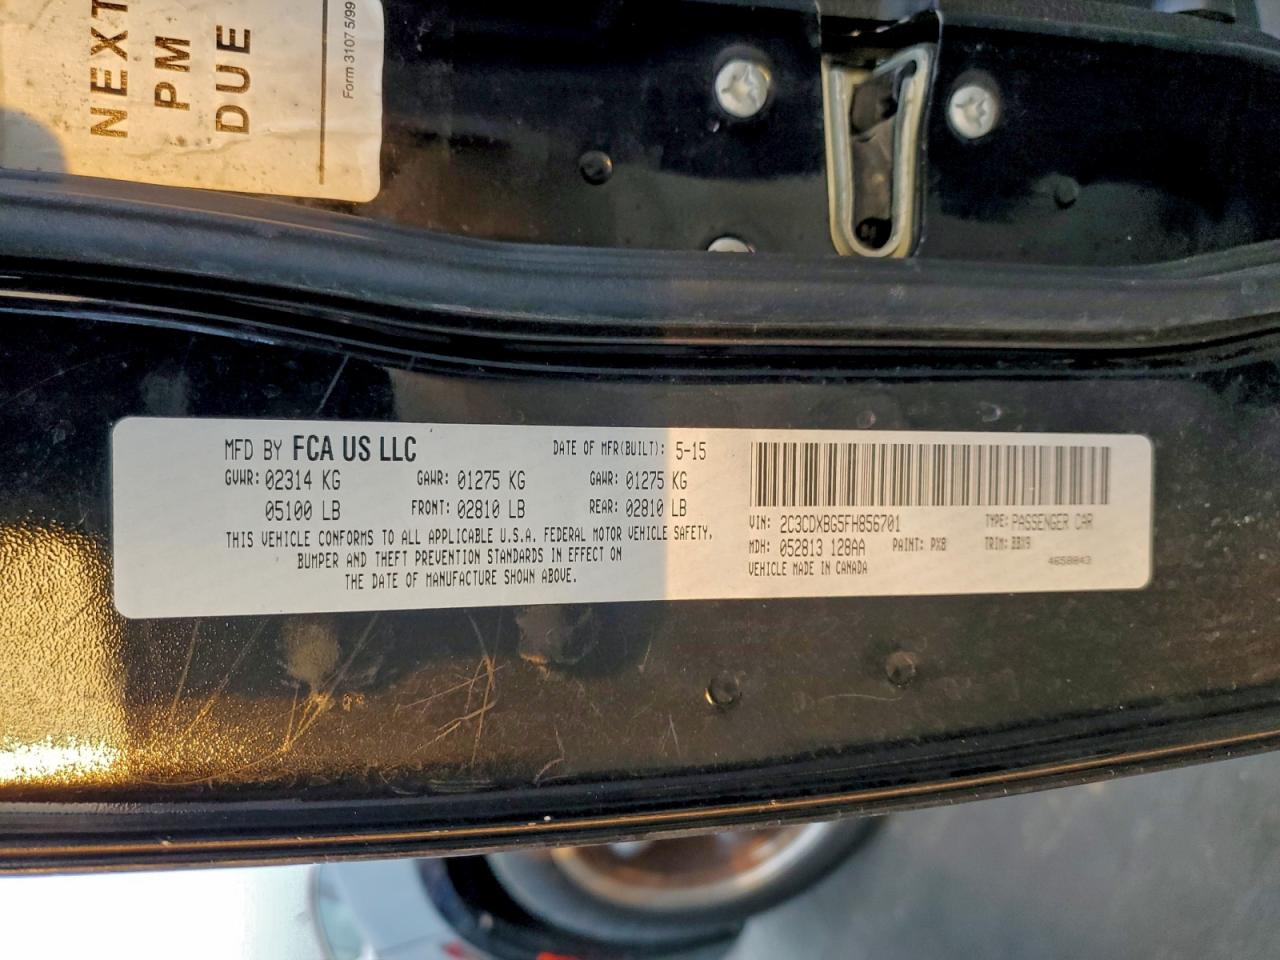 NEXT
PM
DUE
Form 3107 5/99
MFD BY FCA US LLC DATE OF MFR(BUILT): 5-15
GVWR: 02314 KG GAWR: 01275 KG GAWR: 01275 KG
05100 LB FRONT: 02810 LB REAR: 02810 LB
THIS VEHICLE CONFORMS TO ALL APPLICABLE U.S.A. FEDERAL MOTOR VEHICLE SAFETY,
BUMPER AND THEFT PREVENTION STANDARDS IN EFFECT ON
THE DATE OF MANUFACTURE SHOWN ABOVE.
VIN: 2C3CDXBG5FH856701 TYPE: PASSENGER CAR
MDH: 052813 128AA PAINT: PX8 TRIM: BBX9
VEHICLE MADE IN CANADA 4658843